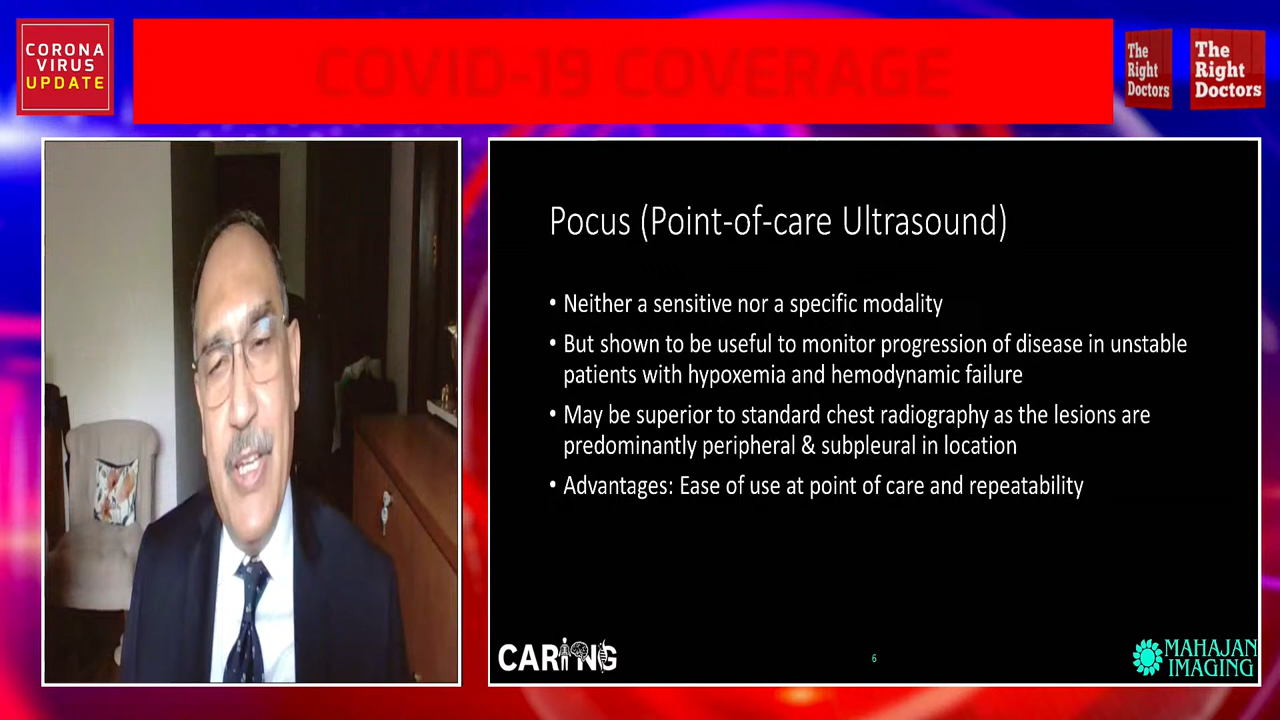 CORONA
VIRUS
UPDATE
COVID-19 COVERAGE
The
Right
Doctors
The
Right
Doctors
Pocus (Point-of-care Ultrasound)
• Neither a sensitive nor a specific modality
• But shown to be useful to monitor progression of disease in unstable
patients with hypoxemia and hemodynamic failure
• May be superior to standard chest radiography as the lesions are
predominantly peripheral & subpleural in location
• Advantages: Ease of use at point of care and repeatability
CARING
6
MAHAJAN
IMAGING